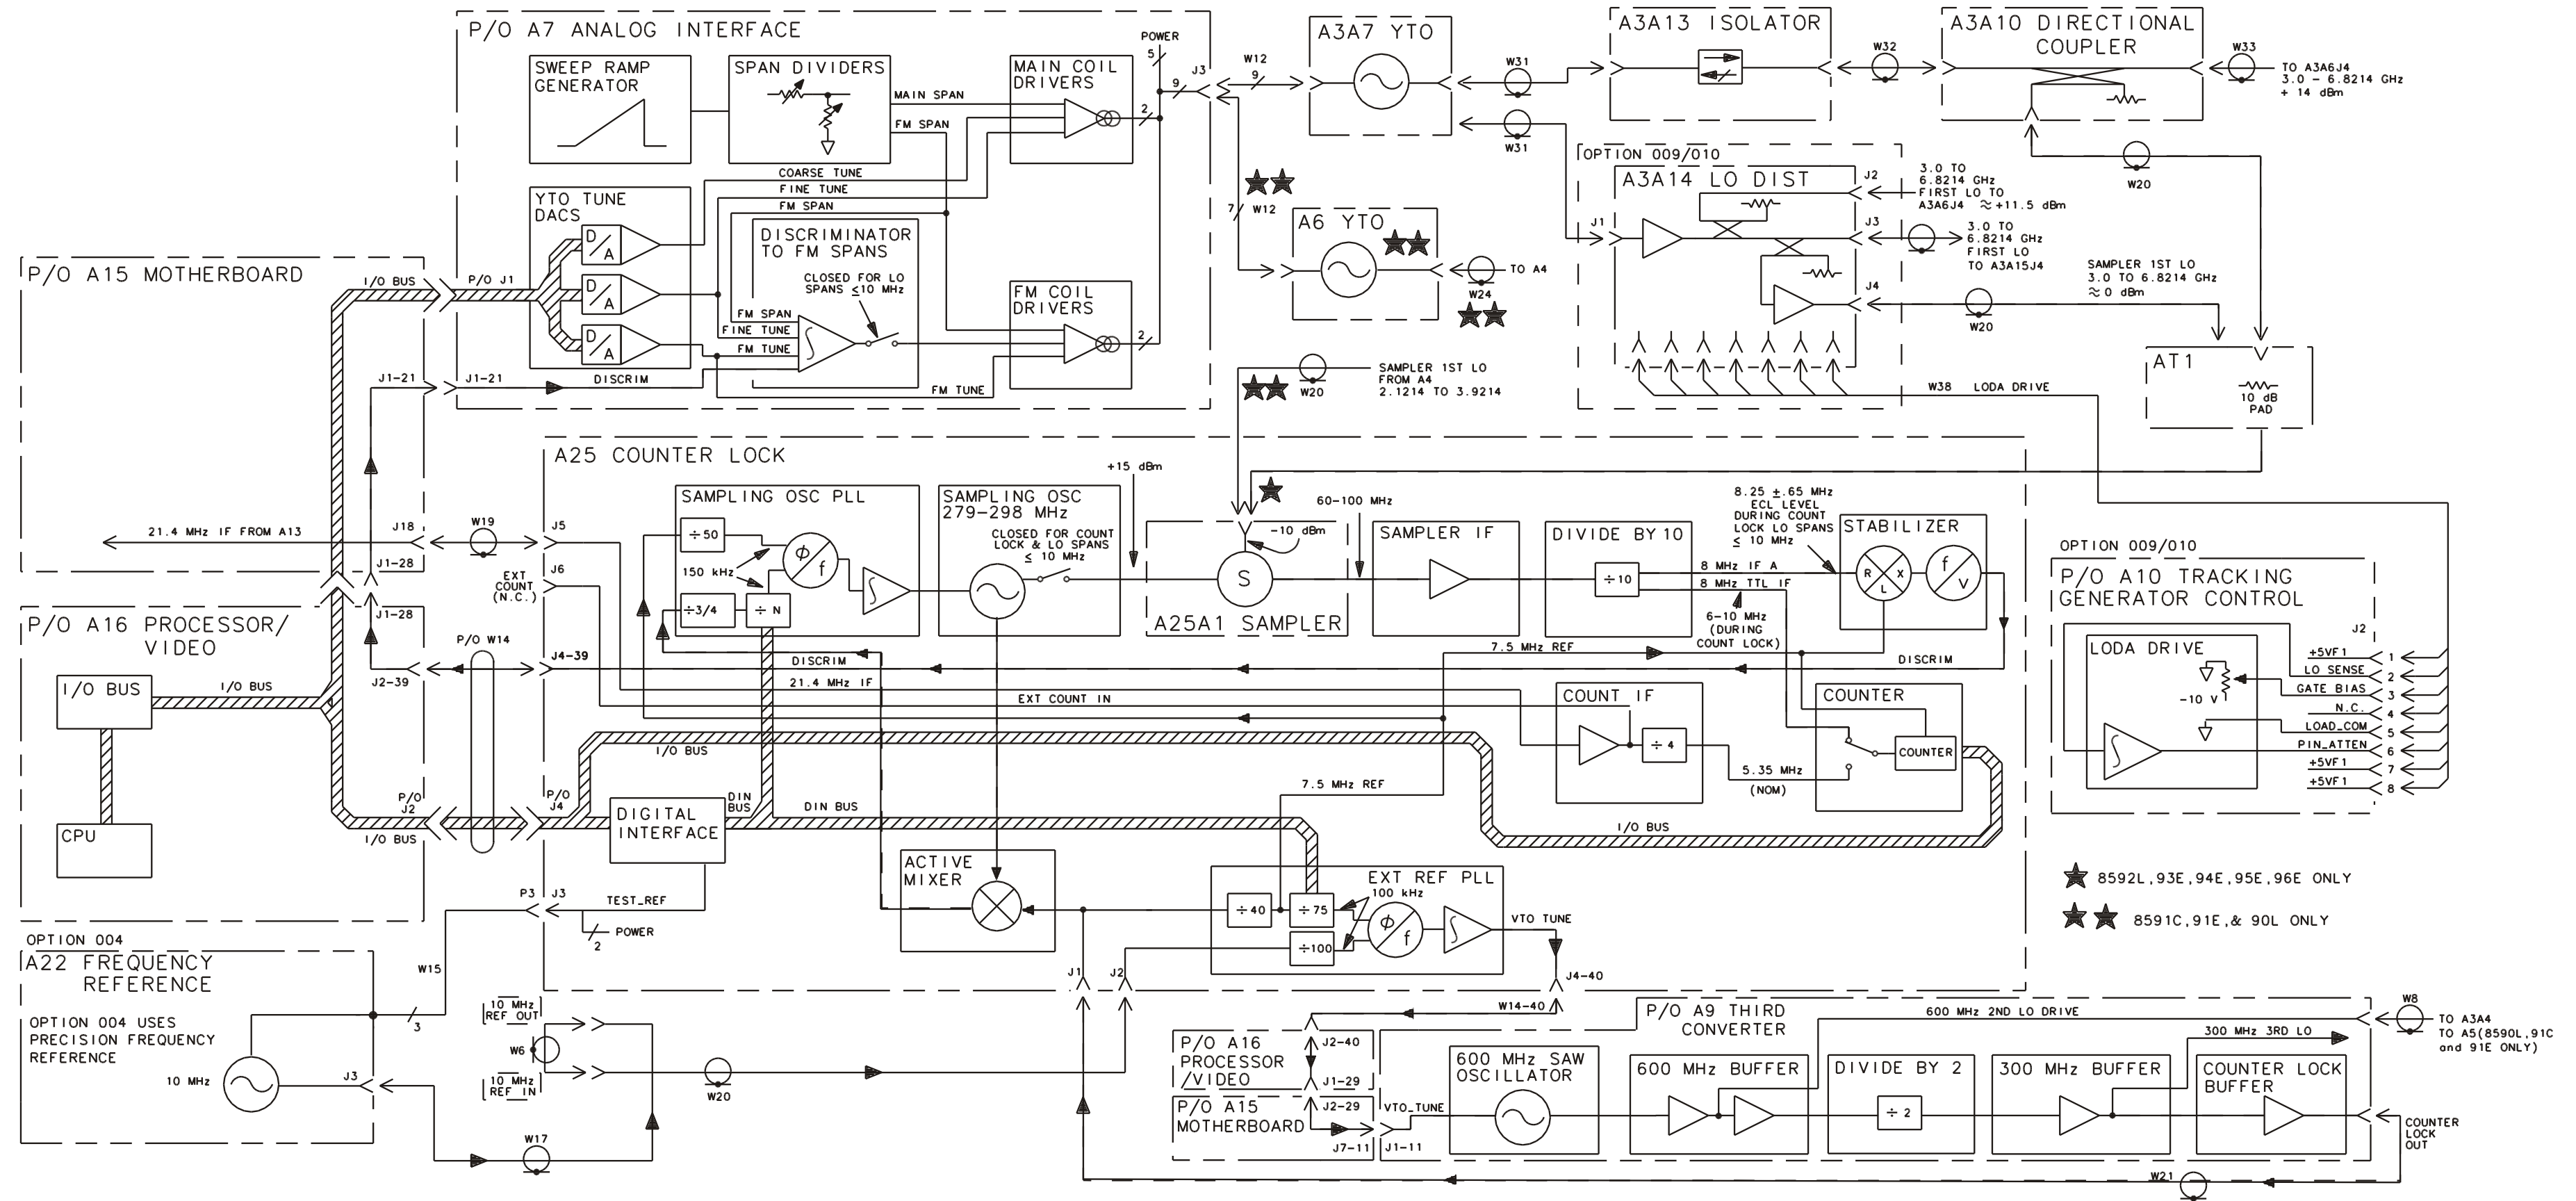 P/O A7 ANALOG INTERFACE
SWEEP RAMP
GENERATOR
SPAN DIVIDERS
MAIN SPAN
FM SPAN
MAIN COIL
DRIVERS
2
POWER
5
9
J3
W12
9
COARSE TUNE
FINE TUNE
FM SPAN
YTO TUNE
DACS
D/A
D/A
D/A
DISCRIMINATOR
TO FM SPANS
CLOSED FOR LO
SPANS ≤10 MHz
FM SPAN
FINE TUNE
FM TUNE
FM COIL
DRIVERS
2
DISCRIM
FM TUNE
A3A7 YTO
W31
W31
A3A13 ISOLATOR
W32
A3A10 DIRECTIONAL
COUPLER
W33
TO A3A6J4
3.0 - 6.8214 GHz
+ 14 dBm
W20
7
W12
A6 YTO
W24
TO A4
OPTION 009/010
A3A14 LO DIST
J1
J2
3.0 TO
6.8214 GHz
FIRST LO TO
A3A6J4 ≈+11.5 dBm
J3
3.0 TO
6.8214 GHz
FIRST LO
TO A3A15J4
J4
SAMPLER 1ST LO
3.0 TO 6.8214 GHz
≈ 0 dBm
W20
W38 LODA DRIVE
AT1
10 dB
PAD
W20
SAMPLER 1ST LO
FROM A4
2.1214 TO 3.9214
P/O A15 MOTHERBOARD
I/O BUS
P/O J1
J1-21
J1-21
21.4 MHz IF FROM A13
J18
W19
J5
J1-28
J6
EXT
COUNT
(N.C.)
J1-28
P/O A16 PROCESSOR/
VIDEO
P/O W14
J2-39
J4-39
I/O BUS
I/O BUS
CPU
P/O
J2
I/O BUS
P/O
J4
A25 COUNTER LOCK
SAMPLING OSC PLL
÷50
150 kHz
÷3/4
÷ N
Φ/f
∫
SAMPLING OSC
279-298 MHz
CLOSED FOR COUNT
LOCK & LO SPANS
≤ 10 MHz
+15 dBm
-10 dBm
S
A25A1 SAMPLER
60-100 MHz
SAMPLER IF
DIVIDE BY 10
÷10
8.25 ±.65 MHz
ECL LEVEL
DURING COUNT
LOCK LO SPANS
≤ 10 MHz
8 MHz IF A
8 MHz TTL IF
6-10 MHz
(DURING
COUNT LOCK)
STABILIZER
R X L
f/V
7.5 MHz REF
DISCRIM
DISCRIM
21.4 MHz IF
EXT COUNT IN
I/O BUS
COUNT IF
÷ 4
5.35 MHz
(NOM)
COUNTER
COUNTER
7.5 MHz REF
I/O BUS
DIGITAL
INTERFACE
DIN
BUS
DIN BUS
ACTIVE
MIXER
EXT REF PLL
÷40
÷75
÷100
100 kHz
Φ/f
∫
VTO TUNE
P3
J3
TEST_REF
2
POWER
J1
J2
J4-40
OPTION 009/010
P/O A10 TRACKING
GENERATOR CONTROL
LODA DRIVE
-10 V
∫
J2
+5VF1 1
LO SENSE 2
GATE BIAS 3
N.C. 4
LOAD_COM 5
PIN_ATTEN 6
+5VF1 7
+5VF1 8
8592L,93E,94E,95E,96E ONLY
8591C,91E,& 90L ONLY
OPTION 004
A22 FREQUENCY
REFERENCE
OPTION 004 USES
PRECISION FREQUENCY
REFERENCE
10 MHz
J3
W15
3
10 MHz
REF OUT
W6
10 MHz
REF IN
W20
W17
W14-40
P/O A16
PROCESSOR
/VIDEO
J2-40
J1-29
P/O A15
MOTHERBOARD
J2-29
J7-11
J1-11
VTO_TUNE
P/O A9 THIRD
CONVERTER
600 MHz 2ND LO DRIVE
600 MHz SAW
OSCILLATOR
600 MHz BUFFER
DIVIDE BY 2
÷ 2
300 MHz BUFFER
300 MHz 3RD LO
COUNTER LOCK
BUFFER
W8
TO A3A4
TO A5(8590L,91C
and 91E ONLY)
COUNTER
LOCK
OUT
W21